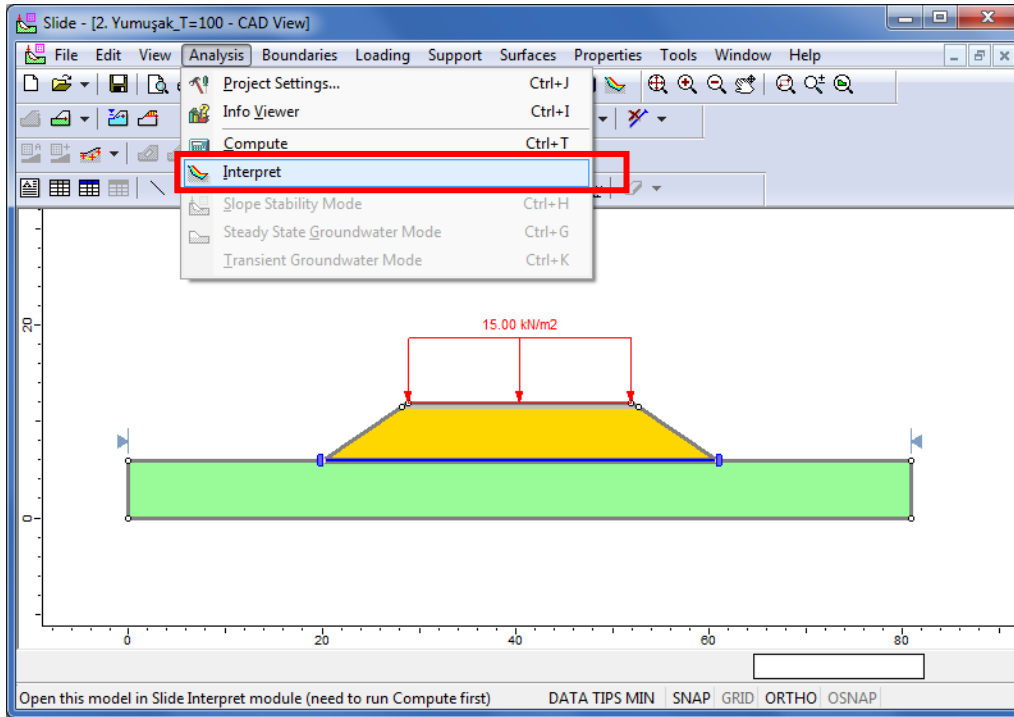 Slide - [2. Yumuşak_T=100 - CAD View]
File Edit View Analysis Boundaries Loading Support Surfaces Properties Tools Window Help
Project Settings... Ctrl+J
Info Viewer Ctrl+I
Compute Ctrl+T
Interpret
Slope Stability Mode Ctrl+H
Steady State Groundwater Mode Ctrl+G
Transient Groundwater Mode Ctrl+K
15.00 kN/m2
20
0
0 20 40 60 80
Open this model in Slide Interpret module (need to run Compute first) DATA TIPS MIN SNAP GRID ORTHO OSNAP